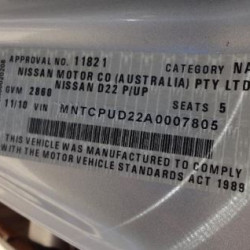 APPROVAL NO. 11821 CATEGORY NA
NISSAN MOTOR CO (AUSTRALIA) PTY LTD
NISSAN D22 P/UP
GVM 2860 SEATS 5
11/10 VIN MNTCPUD22A0007805
THIS VEHICLE WAS MANUFACTURED TO COMPLY WITH
THE MOTOR VEHICLE STANDARDS ACT 1989